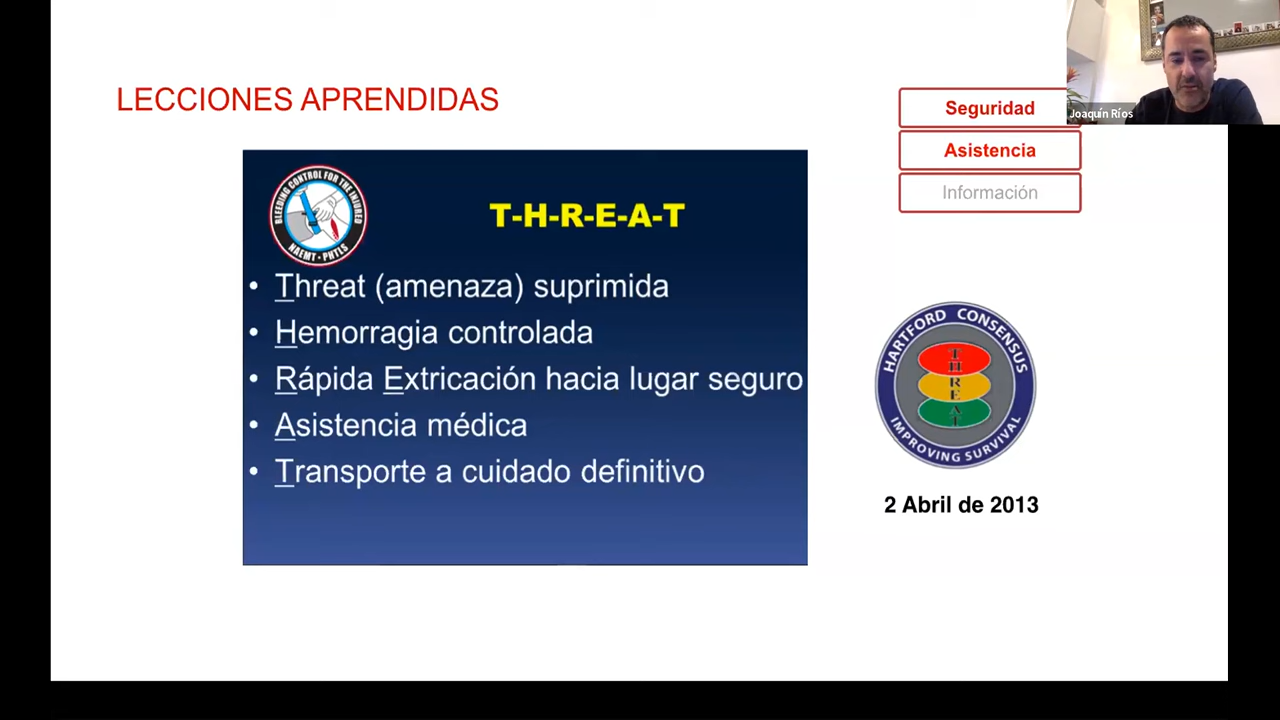 LECCIONES APRENDIDAS
Seguridad
Asistencia
Información
Joaquín Ríos
BLEEDING CONTROL FOR THE INJURED
NAEMT • PHTLS
T-H-R-E-A-T
• Threat (amenaza) suprimida
• Hemorragia controlada
• Rápida Extricación hacia lugar seguro
• Asistencia médica
• Transporte a cuidado definitivo
HARTFORD CONSENSUS
THREAT
IMPROVING SURVIVAL
2 Abril de 2013